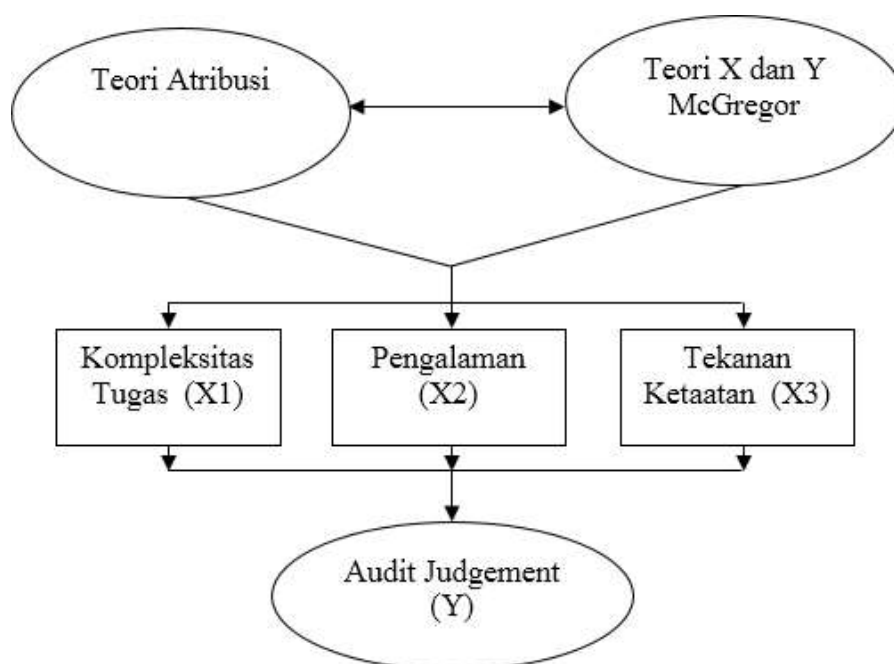 Teori Atribusi
Teori X dan Y
McGregor
Kompleksitas
Tugas (X1)
Pengalaman
(X2)
Tekanan
Ketaatan (X3)
Audit Judgement
(Y)